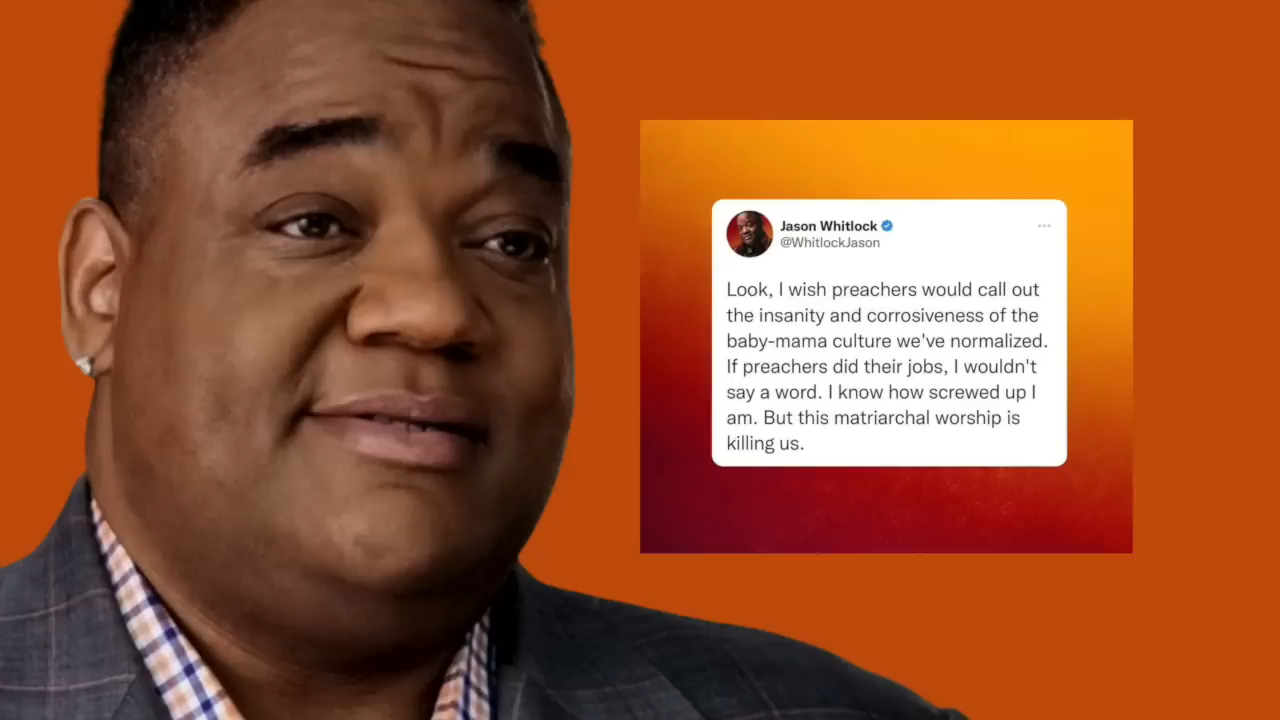 Jason Whitlock
@WhitlockJason
Look, I wish preachers would call out
the insanity and corrosiveness of the
baby-mama culture we've normalized.
If preachers did their jobs, I wouldn't
say a word. I know how screwed up I
am. But this matriarchal worship is
killing us.